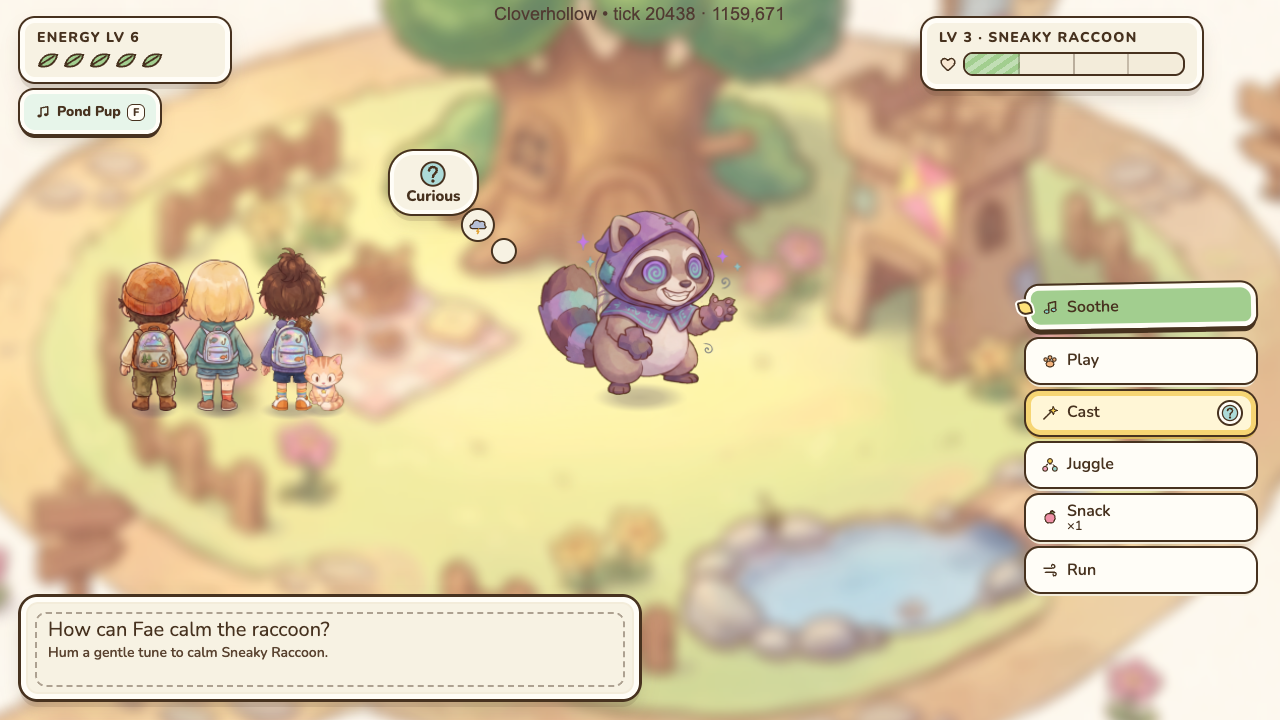 Cloverhollow • tick 20438 · 1159,671
ENERGY LV 6
Pond Pup F
LV 3 · SNEAKY RACCOON
? 
Curious
Soothe
Play
Cast ?
Juggle
Snack
×1
Run
How can Fae calm the raccoon?
Hum a gentle tune to calm Sneaky Raccoon.